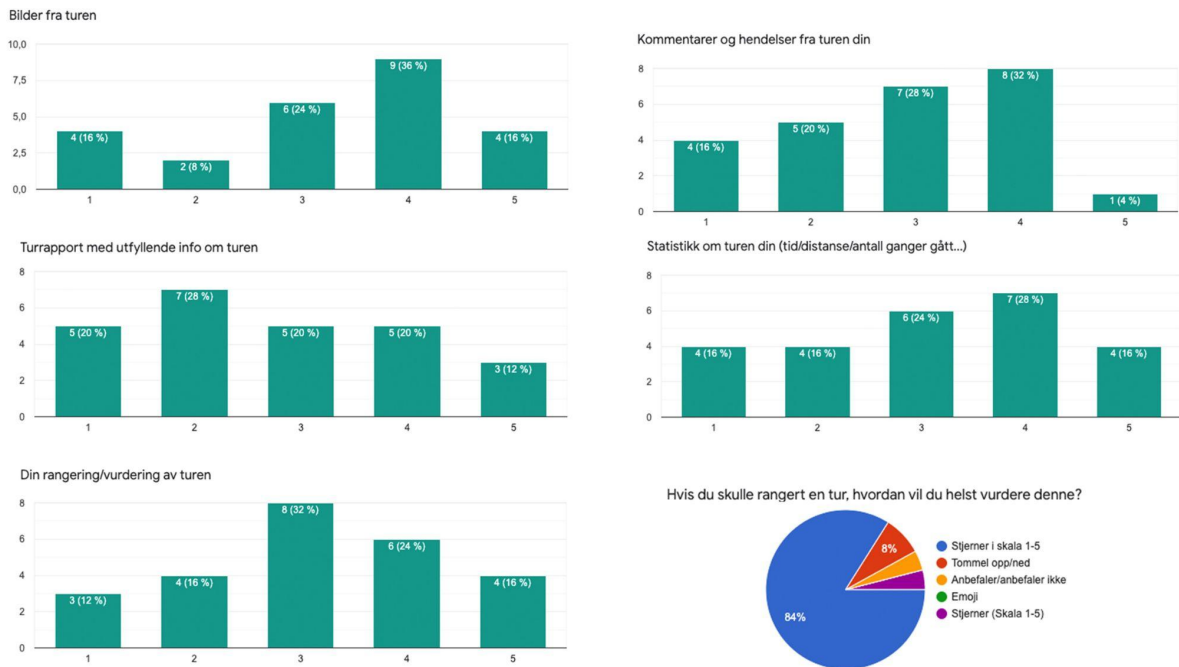 Bilder fra turen
10,0
7,5
5,0
2,5
0,0
4 (16 %)
2 (8 %)
6 (24 %)
9 (36 %)
4 (16 %)
1 2 3 4 5
Kommentarer og hendelser fra turen din
8
6
4
2
0
4 (16 %)
5 (20 %)
7 (28 %)
8 (32 %)
1 (4 %)
1 2 3 4 5
Turrapport med utfyllende info om turen
8
6
4
2
0
5 (20 %)
7 (28 %)
5 (20 %)
5 (20 %)
3 (12 %)
1 2 3 4 5
Statistikk om turen din (tid/distanse/antall ganger gått...)
8
6
4
2
0
4 (16 %)
4 (16 %)
6 (24 %)
7 (28 %)
4 (16 %)
1 2 3 4 5
Din rangering/vurdering av turen
8
6
4
2
0
3 (12 %)
4 (16 %)
8 (32 %)
6 (24 %)
4 (16 %)
1 2 3 4 5
Hvis du skulle rangert en tur, hvordan vil du helst vurdere denne?
8%
84%
Stjerner i skala 1-5
Tommel opp/ned
Anbefaler/anbefaler ikke
Emoji
Stjerner (Skala 1-5)